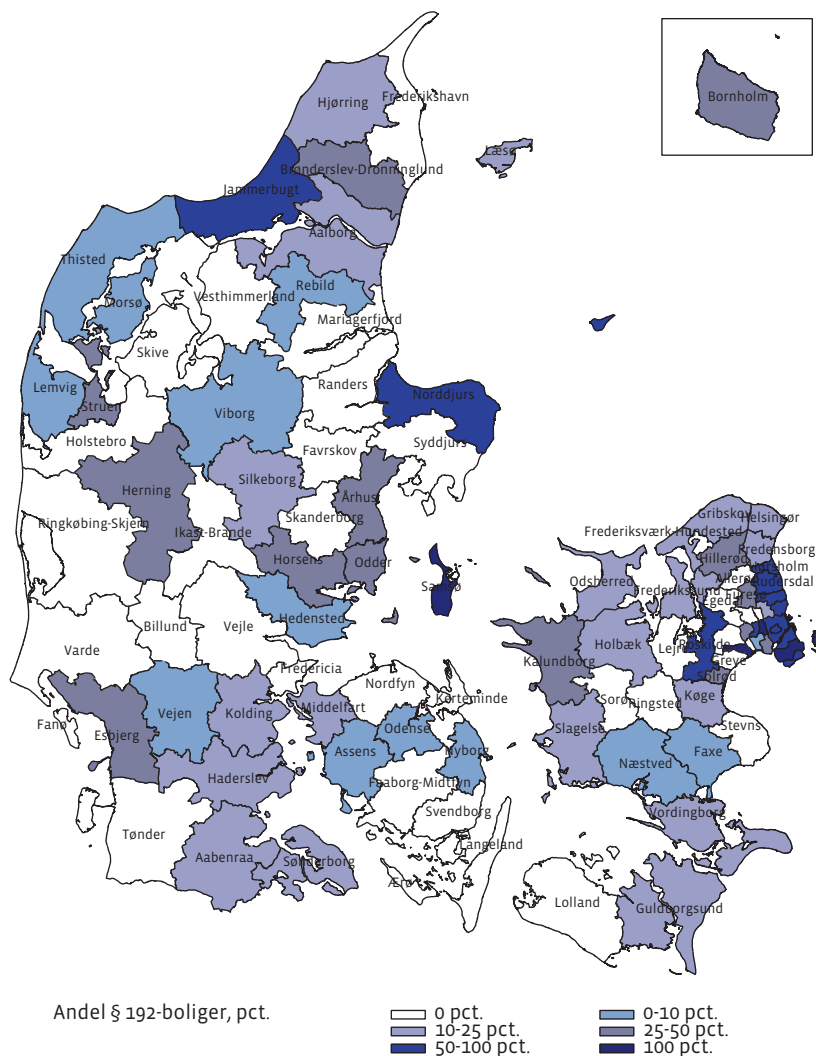 Hjørring
Frederikshavn
Bornholm
Læsø
Brønderslev-Dronninglund
Jammerbugt
Aalborg
Thisted
Rebild
Vesthimmerland
Morsø
Mariagerfjord
Skive
Randers
Lemvig
Norddjurs
Struer
Viborg
Holstebro
Favrskov
Syddjurs
Silkeborg
Herning
Århus
Ringkøbing-Skjern
Skanderborg
Ikast-Brande
Horsens
Odder
Samsø
Hedensted
Billund
Vejle
Varde
Fredericia
Nordfyn
Kerteminde
Fanø
Vejen
Kolding
Middelfart
Esbjerg
Odense
Assens
Nyborg
Haderslev
Faaborg-Midtfyn
Svendborg
Tønder
Langeland
Aabenraa
Sønderborg
Ærø
Gribskov
Helsingør
Frederiksværk-Hundested
Fredensborg
Hillerød
Hørsholm
Allerød
Rudersdal
Odsherred
Frederikssund
Furesø
Egedal
Holbæk
Lejre
Roskilde
Kalundborg
Greve
Solrød
Sorø
Ringsted
Køge
Slagelse
Stevns
Næstved
Faxe
Vordingborg
Lolland
Guldborgsund
Andel § 192-boliger, pct.
0 pct.
0-10 pct.
10-25 pct.
25-50 pct.
50-100 pct.
100 pct.